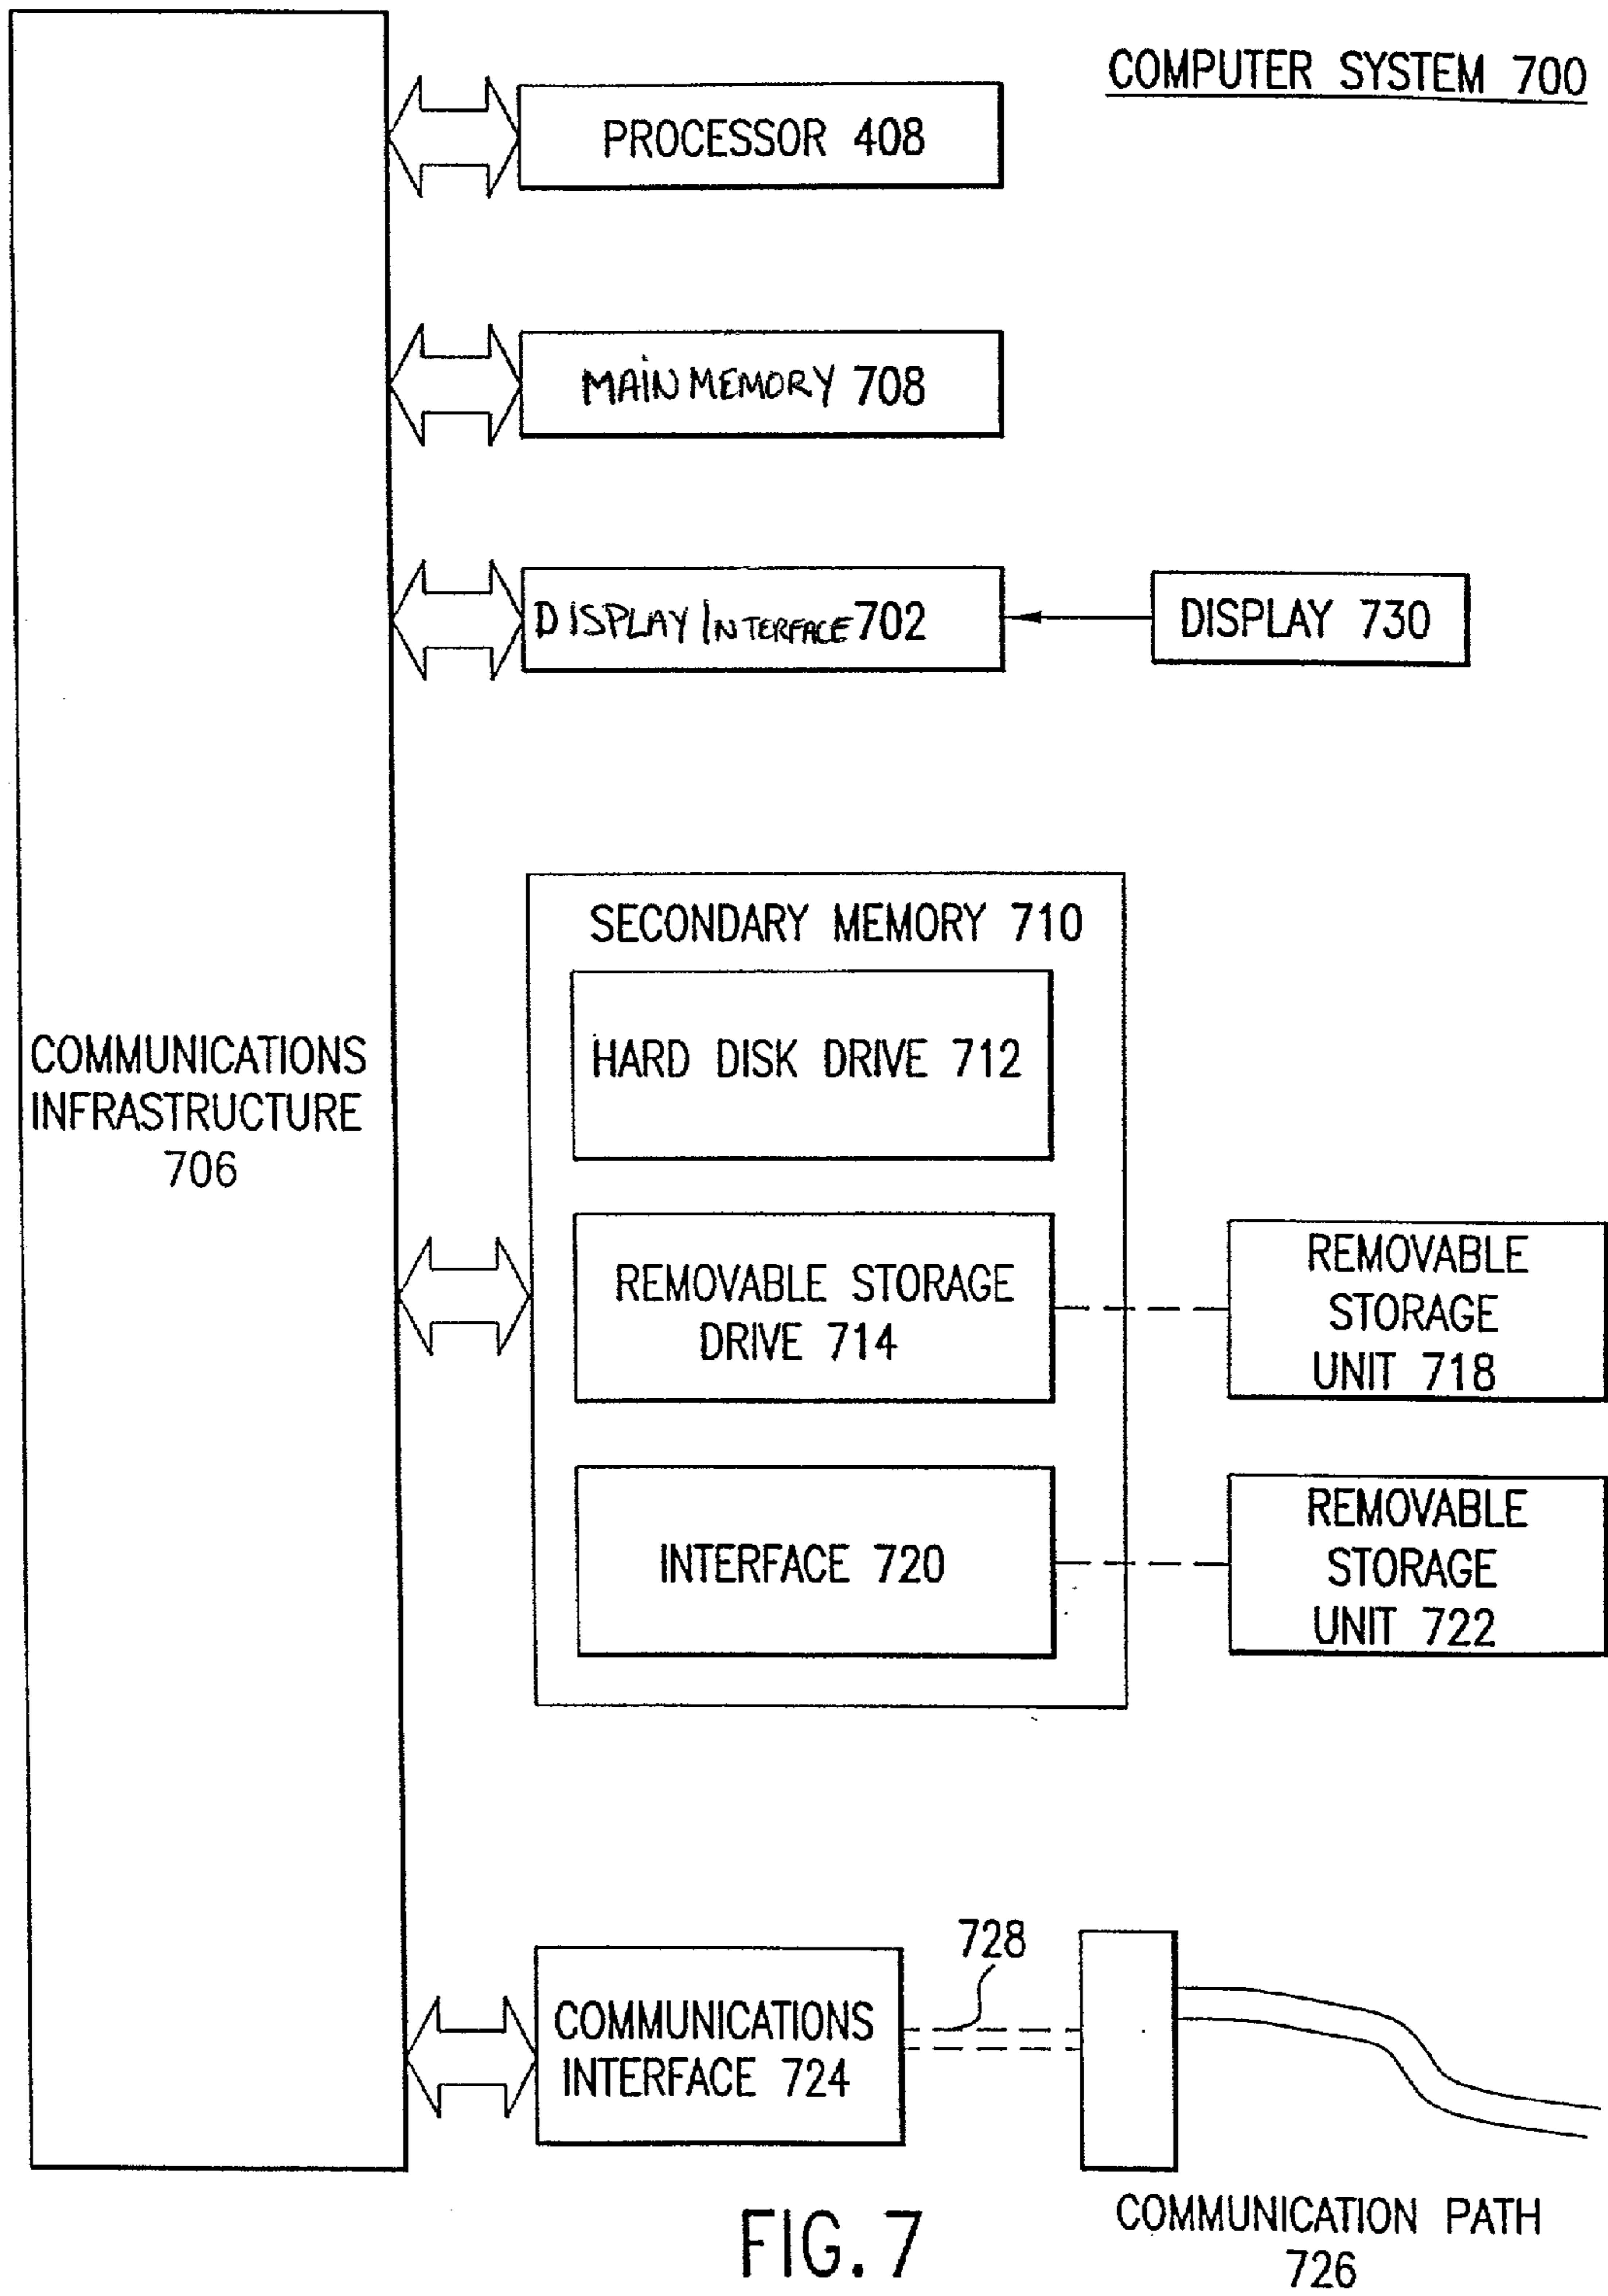 COMPUTER SYSTEM 700
PROCESSOR 408
MAIN MEMORY 708
DISPLAY INTERFACE 702
DISPLAY 730
SECONDARY MEMORY 710
HARD DISK DRIVE 712
COMMUNICATIONS
INFRASTRUCTURE
706
REMOVABLE STORAGE
DRIVE 714
REMOVABLE
STORAGE
UNIT 718
INTERFACE 720
REMOVABLE
STORAGE
UNIT 722
728
COMMUNICATIONS
INTERFACE 724
COMMUNICATION PATH
726
FIG. 7